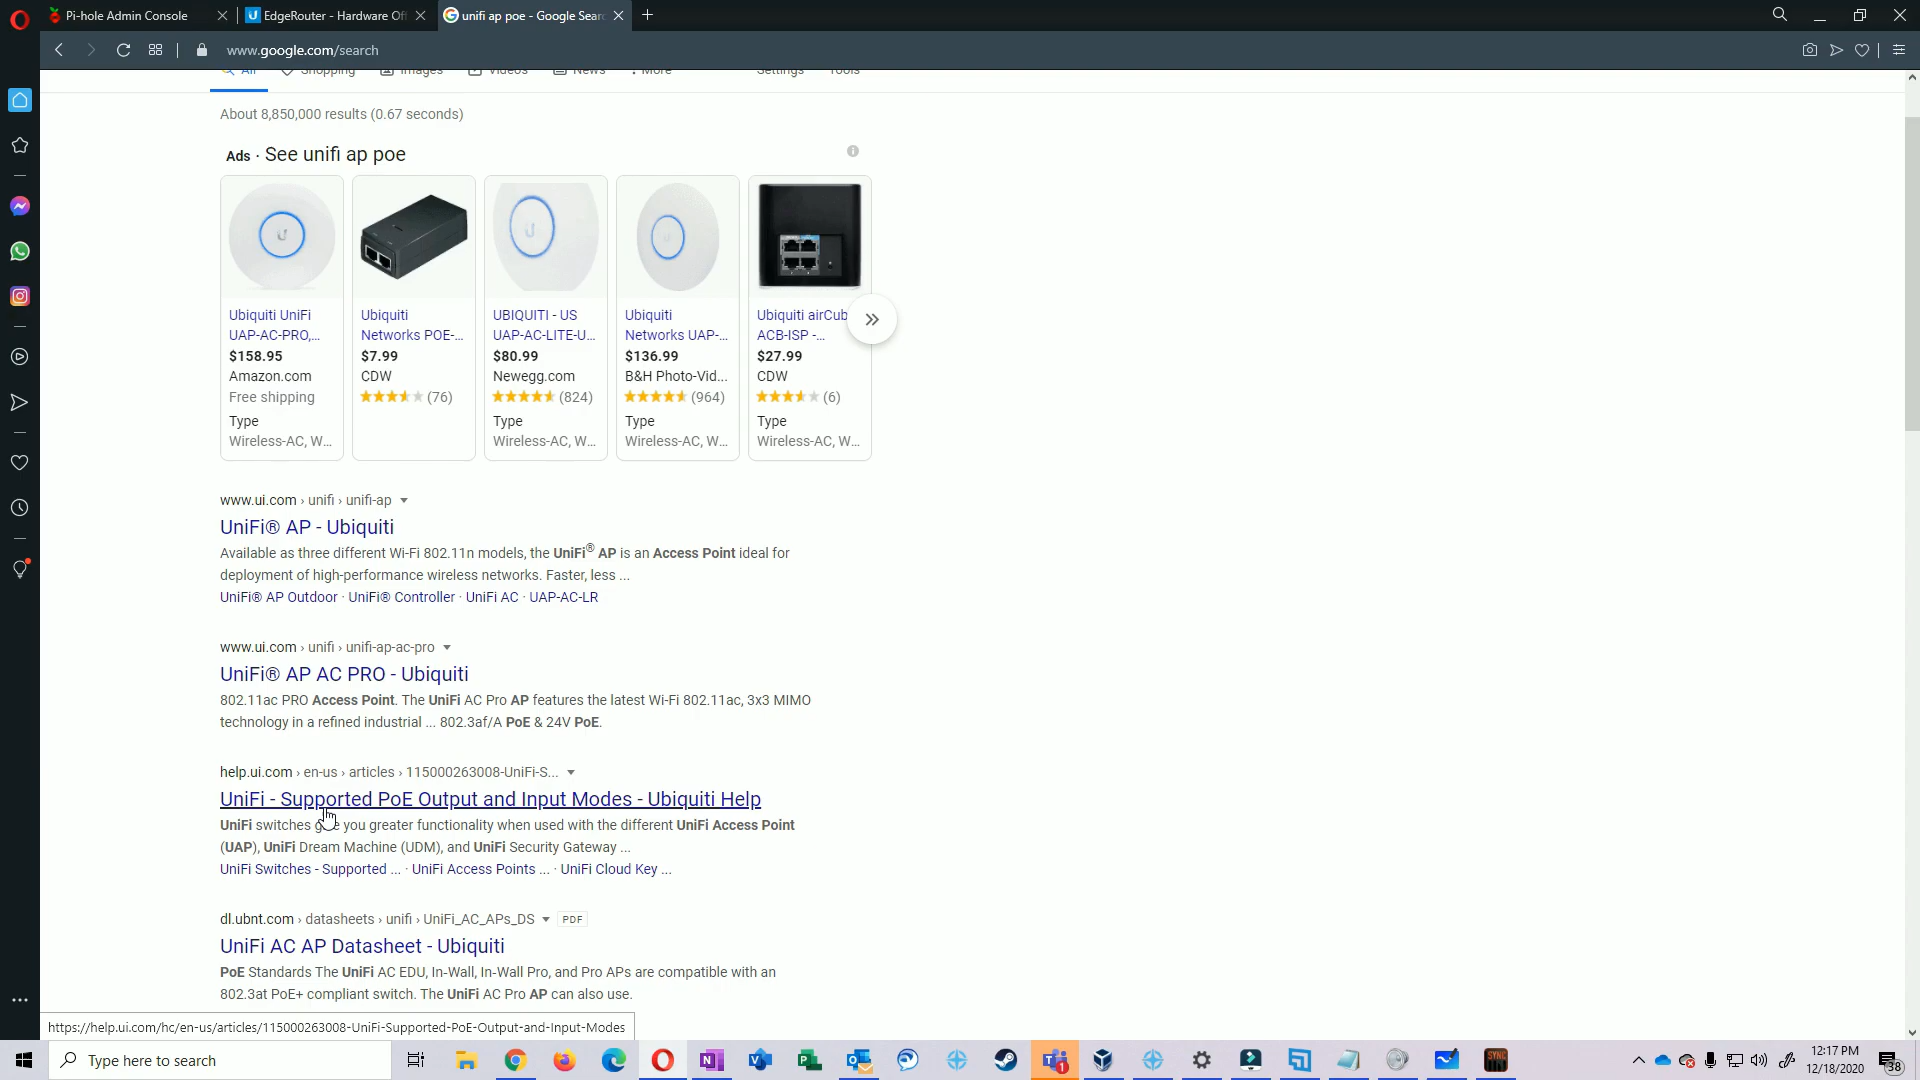 Pi-hole Admin Console
EdgeRouter - Hardware Of
unifi ap poe - Google Sear
www.google.com/search
All
Shopping
Images
Videos
News
More
Settings
Tools
About 8,850,000 results (0.67 seconds)
Ads · See unifi ap poe
Ubiquiti UniFi
UAP-AC-PRO,...
$158.95
Amazon.com
Free shipping
Type
Wireless-AC, W...
Ubiquiti
Networks POE-...
$7.99
CDW
(76)
UBIQUITI - US
UAP-AC-LITE-U...
$80.99
Newegg.com
(824)
Type
Wireless-AC, W...
Ubiquiti
Networks UAP-...
$136.99
B&H Photo-Vid...
(964)
Type
Wireless-AC, W...
Ubiquiti airCub
ACB-ISP -...
$27.99
CDW
(6)
Type
Wireless-AC, W...
www.ui.com › unifi › unifi-ap
UniFi® AP - Ubiquiti
Available as three different Wi-Fi 802.11n models, the UniFi® AP is an Access Point ideal for
deployment of high-performance wireless networks. Faster, less ...
UniFi® AP Outdoor · UniFi® Controller · UniFi AC · UAP-AC-LR
www.ui.com › unifi › unifi-ap-ac-pro
UniFi® AP AC PRO - Ubiquiti
802.11ac PRO Access Point. The UniFi AC Pro AP features the latest Wi-Fi 802.11ac, 3x3 MIMO
technology in a refined industrial ... 802.3af/A PoE & 24V PoE.
help.ui.com › en-us › articles › 115000263008-UniFi-S...
UniFi - Supported PoE Output and Input Modes - Ubiquiti Help
UniFi switches give you greater functionality when used with the different UniFi Access Point
(UAP), UniFi Dream Machine (UDM), and UniFi Security Gateway ...
UniFi Switches - Supported ... · UniFi Access Points ... · UniFi Cloud Key ...
dl.ubnt.com › datasheets › unifi › UniFi_AC_APs_DS PDF
UniFi AC AP Datasheet - Ubiquiti
PoE Standards The UniFi AC EDU, In-Wall, In-Wall Pro, and Pro APs are compatible with an
802.3at PoE+ compliant switch. The UniFi AC Pro AP can also use.
https://help.ui.com/hc/en-us/articles/115000263008-UniFi-Supported-PoE-Output-and-Input-Modes
Type here to search
SYNC
12:17 PM
12/18/2020
38